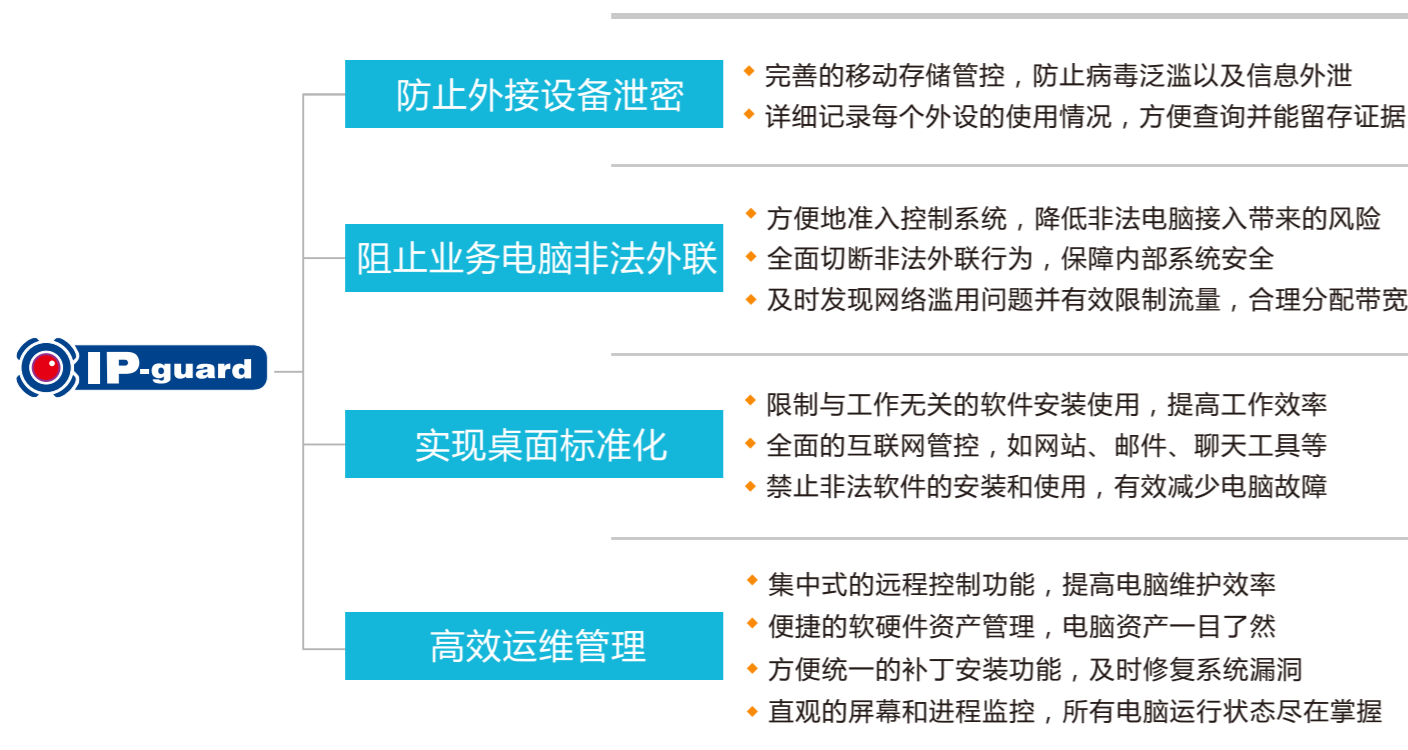 防止外接设备泄密
完善的移动存储管控，防止病毒泛滥以及信息外泄
详细记录每个外设的使用情况，方便查询并能留存证据
阻止业务电脑非法外联
方便地准入控制系统，降低非法电脑接入带来的风险
全面切断非法外联行为，保障内部系统安全
及时发现网络滥用问题并有效限制流量，合理分配带宽
IP-guard
实现桌面标准化
限制与工作无关的软件安装使用，提高工作效率
全面的互联网管控，如网站、邮件、聊天工具等
禁止非法软件的安装和使用，有效减少电脑故障
高效运维管理
集中式的远程控制功能，提高电脑维护效率
便捷的软硬件资产管理，电脑资产一目了然
方便统一的补丁安装功能，及时修复系统漏洞
直观的屏幕和进程监控，所有电脑运行状态尽在掌握